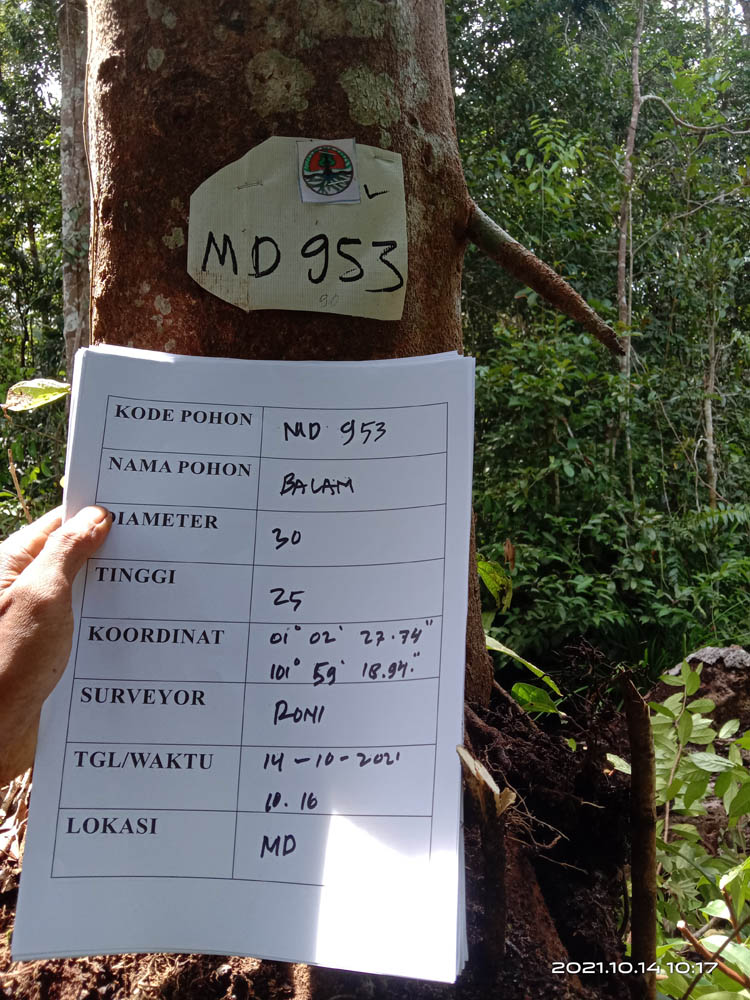 MD 953
90
KODE POHON MD 953
NAMA POHON BALAM
DIAMETER 30
TINGGI 25
KOORDINAT 01° 02' 27.74"
101° 59' 18.94"
SURVEYOR RONI
TGL/WAKTU 14-10-2021
10.16
LOKASI MD
2021.10.14 10:17